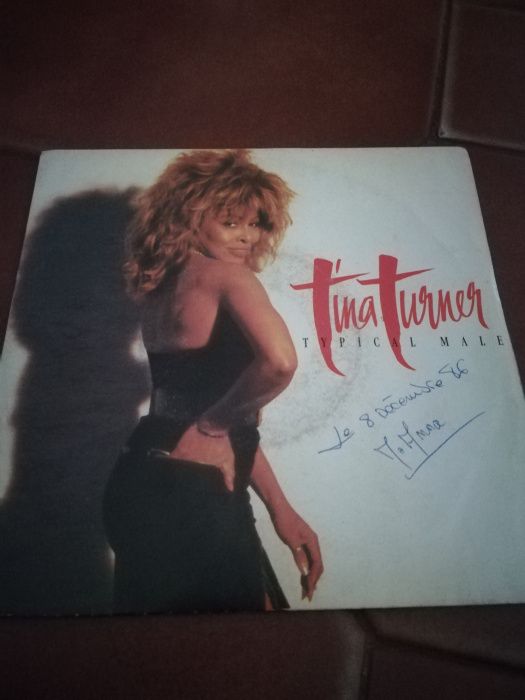 Tina Turner
TYPICAL MALE
Le 8 décembre 86